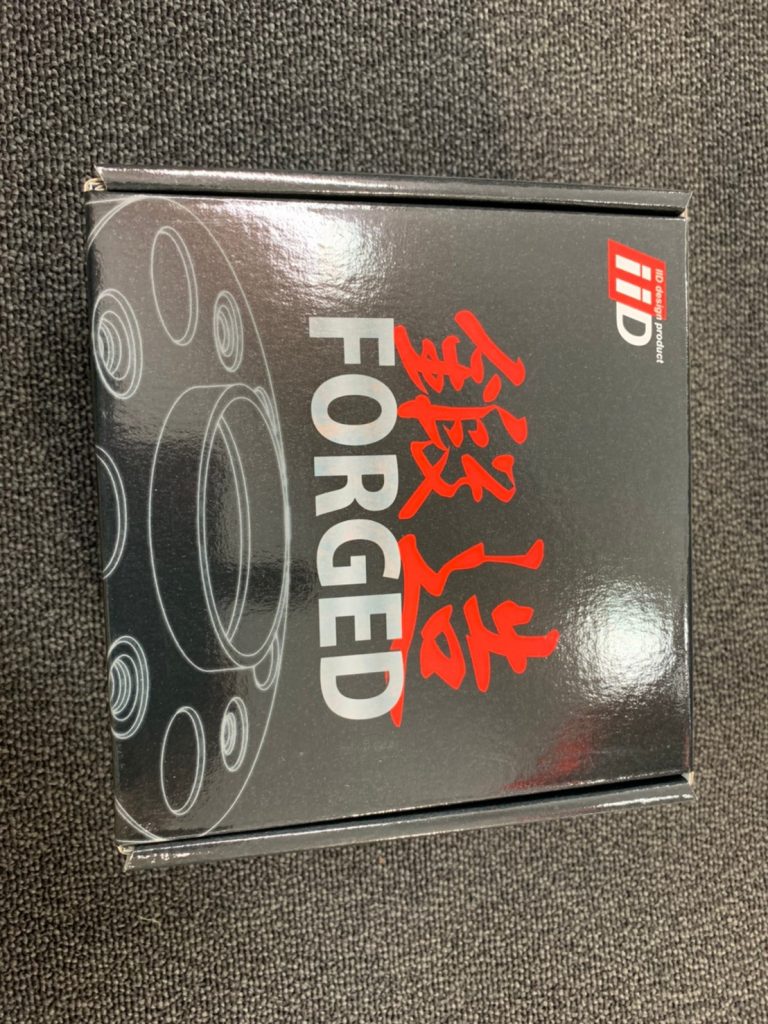 iiD
iiD design product
鍛造
FORGED